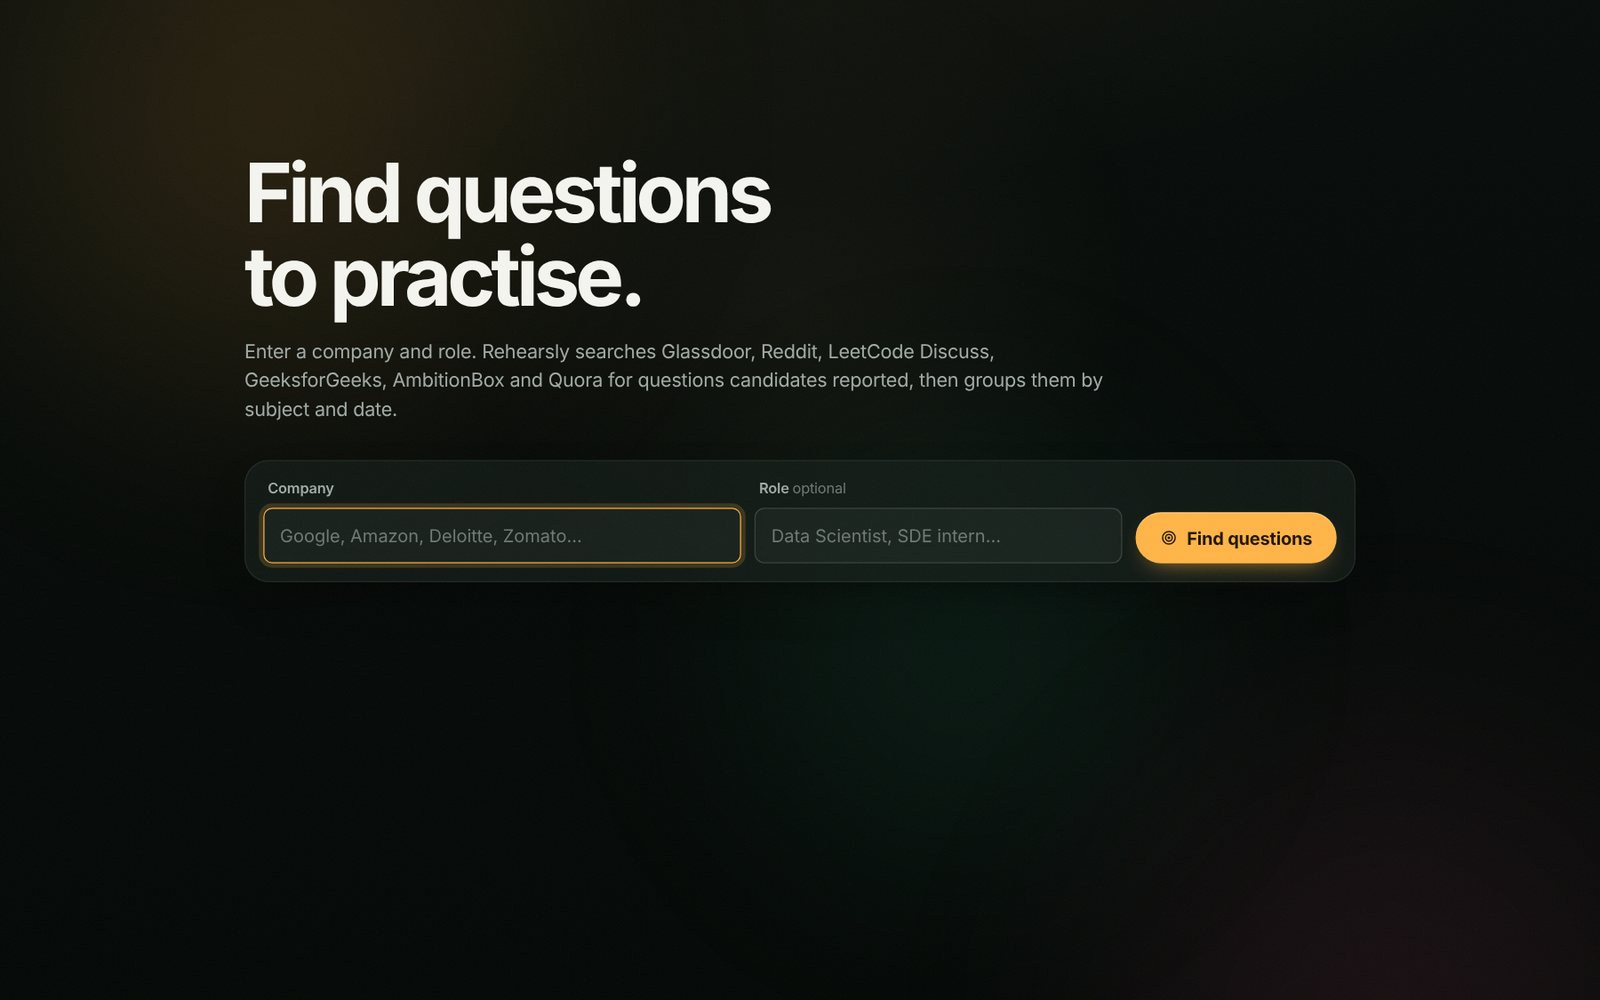 Find questions
to practise.
Enter a company and role. Rehearsly searches Glassdoor, Reddit, LeetCode Discuss,
GeeksforGeeks, AmbitionBox and Quora for questions candidates reported, then groups them by
subject and date.
Company
Role optional
Google, Amazon, Deloitte, Zomato...
Data Scientist, SDE intern...
Find questions